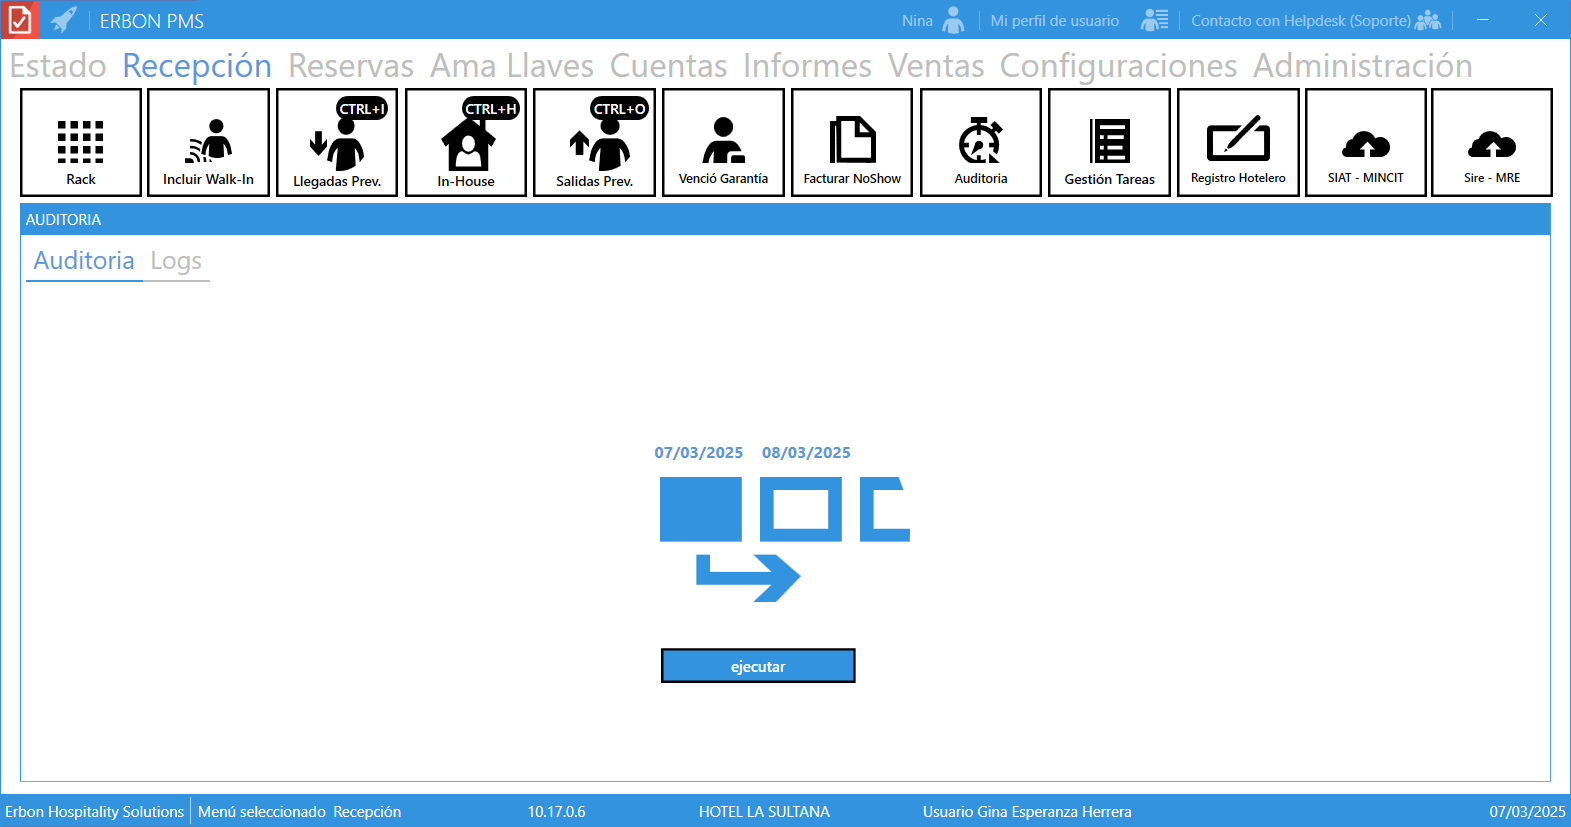 ERBON PMS
Nina
Mi perfil de usuario
Contacto con Helpdesk (Soporte)
Estado Recepción Reservas Ama Llaves Cuentas Informes Ventas Configuraciones Administración
CTRL+I
CTRL+H
CTRL+O
Rack
Incluir Walk-In
Llegadas Prev.
In-House
Salidas Prev.
Venció Garantía
Facturar NoShow
Auditoria
Gestión Tareas
Registro Hotelero
SIAT - MINCIT
Sire - MRE
AUDITORIA
Auditoria Logs
07/03/2025 08/03/2025
ejecutar
Erbon Hospitality Solutions
Menú seleccionado Recepción
10.17.0.6
HOTEL LA SULTANA
Usuario Gina Esperanza Herrera
07/03/2025